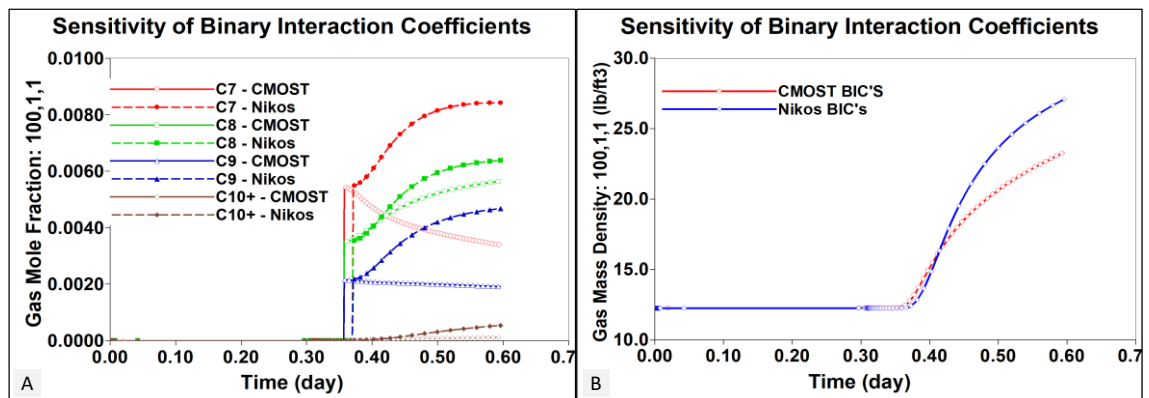 Sensitivity of Binary Interaction Coefficients
0.0100
0.0080
0.0060
0.0040
0.0020
0.0000
Gas Mole Fraction: 100,1,1
C7 - CMOST
C7 - Nikos
C8 - CMOST
C8 - Nikos
C9 - CMOST
C9 - Nikos
C10+ - CMOST
C10+ - Nikos
0.00 0.10 0.20 0.30 0.40 0.50 0.60 0.7
Time (day)
A
Sensitivity of Binary Interaction Coefficients
30.0
25.0
20.0
15.0
10.0
Gas Mass Density: 100,1,1 (lb/ft3)
CMOST BIC'S
Nikos BIC's
0.00 0.10 0.20 0.30 0.40 0.50 0.60 0.7
Time (day)
B